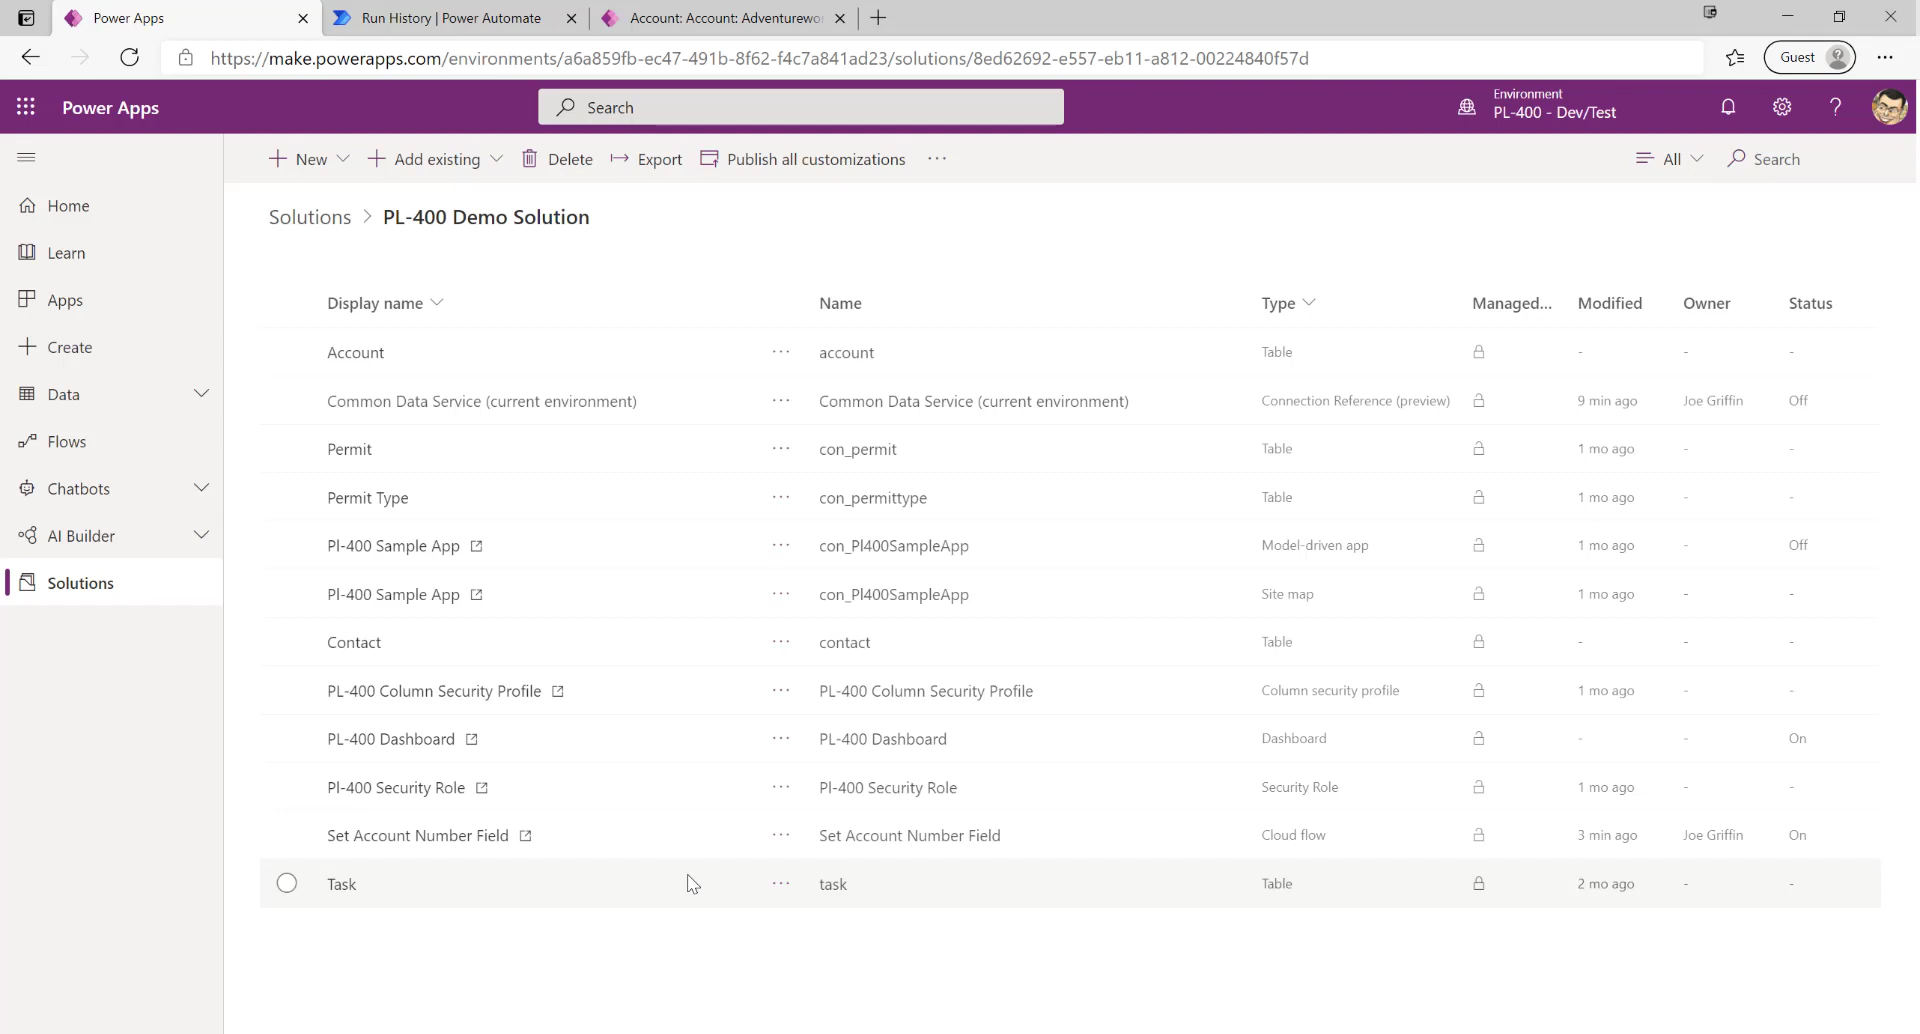 Power Apps
Run History | Power Automate
Account: Account: Adventurewo
https://make.powerapps.com/environments/a6a859fb-ec47-491b-8f62-f4c7a841ad23/solutions/8ed62692-e557-eb11-a812-00224840f57d
Guest
Power Apps
Search
Environment
PL-400 - Dev/Test
New
Add existing
Delete
Export
Publish all customizations
All
Search
Home
Learn
Apps
Create
Data
Flows
Chatbots
AI Builder
Solutions
Solutions > PL-400 Demo Solution
Display name Name Type Managed... Modified Owner Status
Account ··· account Table - - -
Common Data Service (current environment) ··· Common Data Service (current environment) Connection Reference (preview) 9 min ago Joe Griffin Off
Permit ··· con_permit Table 1 mo ago - -
Permit Type ··· con_permittype Table 1 mo ago - -
Pl-400 Sample App ··· con_Pl400SampleApp Model-driven app 1 mo ago - Off
Pl-400 Sample App ··· con_Pl400SampleApp Site map 1 mo ago - -
Contact ··· contact Table - - -
PL-400 Column Security Profile ··· PL-400 Column Security Profile Column security profile 1 mo ago - -
PL-400 Dashboard ··· PL-400 Dashboard Dashboard - - On
Pl-400 Security Role ··· Pl-400 Security Role Security Role 1 mo ago - -
Set Account Number Field ··· Set Account Number Field Cloud flow 3 min ago Joe Griffin On
Task ··· task Table 2 mo ago - -